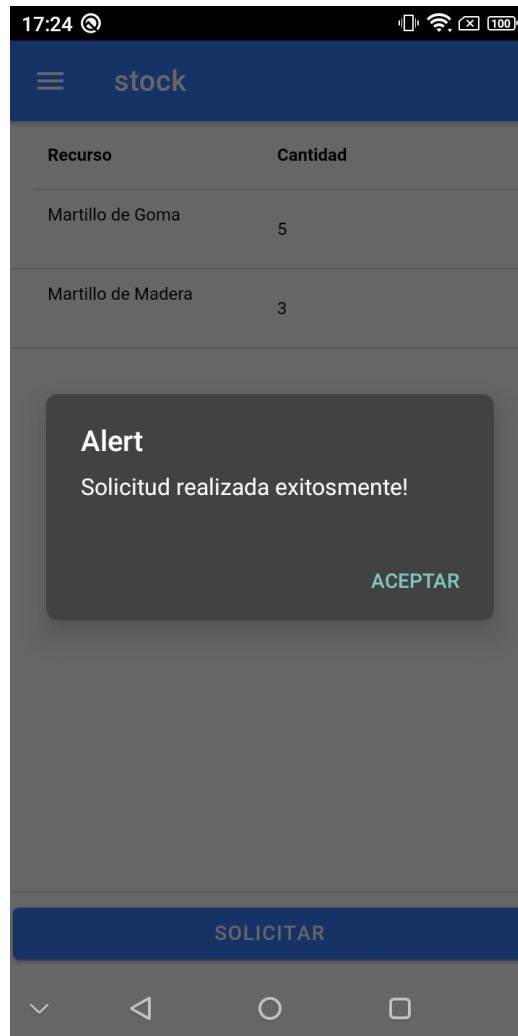 17:24
100
stock
Recurso Cantidad
Martillo de Goma 5
Martillo de Madera 3
Alert
Solicitud realizada exitosmente!
ACEPTAR
SOLICITAR